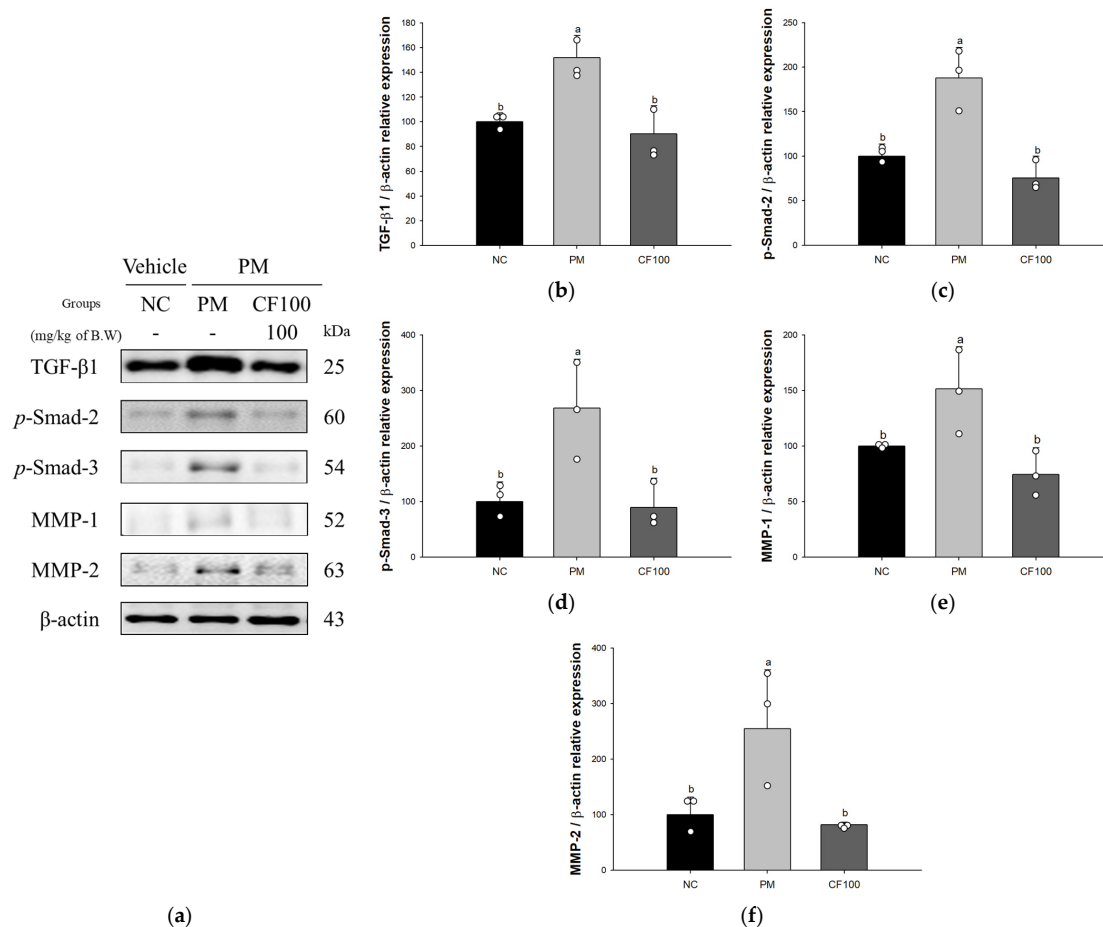 Vehicle PM
Groups NC PM CF100
(mg/kg of B.W) - - 100 kDa
TGF-β1 25
p-Smad-2 60
p-Smad-3 54
MMP-1 52
MMP-2 63
β-actin 43
(a)
TGF-β1 / β-actin relative expression
180
160
140
120
100
80
60
40
20
0
b a b
NC PM CF100
(b)
p-Smad-2 / β-actin relative expression
250
200
150
100
50
0
b a b
NC PM CF100
(c)
p-Smad-3 / β-actin relative expression
400
300
200
100
0
b a b
NC PM CF100
(d)
MMP-1 / β-actin relative expression
200
150
100
50
0
b a b
NC PM CF100
(e)
MMP-2 / β-actin relative expression
400
300
200
100
0
b a b
NC PM CF100
(f)